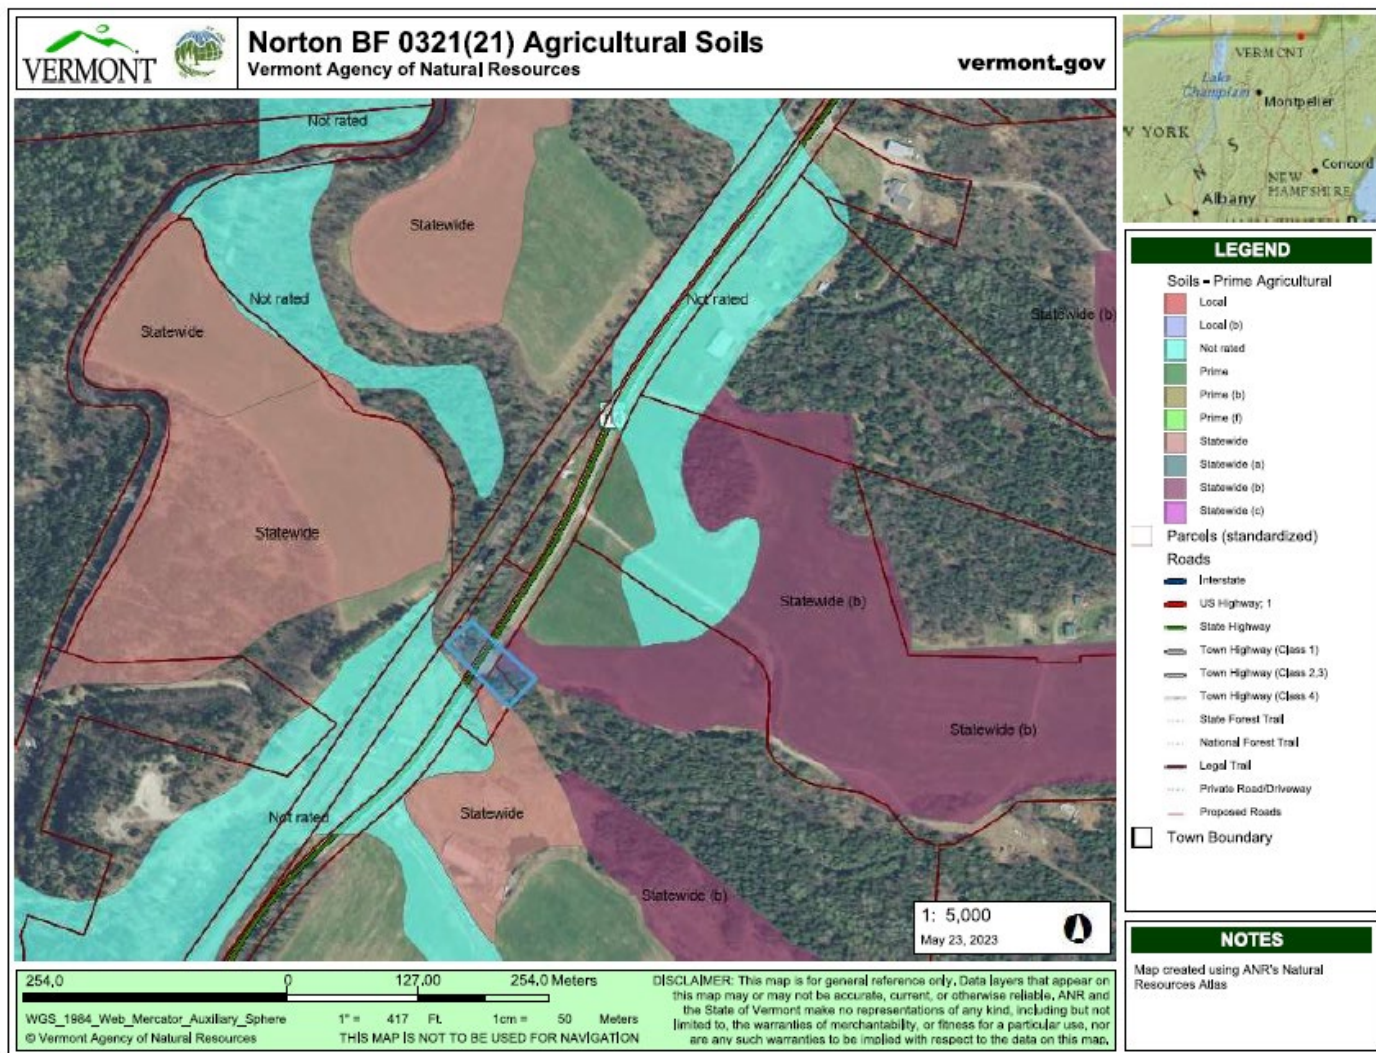 VERMONT
Norton BF 0321(21) Agricultural Soils
Vermont Agency of Natural Resources
vermont.gov
VERMONT
Lake
Champlain
Montpelier
W YORK
Concord
NEW
HAMPSHIRE
Albany
Not rated
Statewide
Not rated
Not rated
Statewide (b)
Statewide
Statewide
Statewide (b)
Statewide (b)
Statewide
Not rated
Statewide (b)
1: 5,000
May 23, 2023
LEGEND
Soils - Prime Agricultural
Local
Local (b)
Not rated
Prime
Prime (b)
Prime (f)
Statewide
Statewide (a)
Statewide (b)
Statewide (c)
Parcels (standardized)
Roads
Interstate
US Highway; 1
State Highway
Town Highway (Class 1)
Town Highway (Class 2,3)
Town Highway (Class 4)
State Forest Trail
National Forest Trail
Legal Trail
Private Road/Driveway
Proposed Roads
Town Boundary
NOTES
Map created using ANR's Natural
Resources Atlas
254.0 0 127.00 254.0 Meters
WGS_1984_Web_Mercator_Auxiliary_Sphere 1" = 417 Ft. 1cm = 50 Meters
© Vermont Agency of Natural Resources THIS MAP IS NOT TO BE USED FOR NAVIGATION
DISCLAIMER: This map is for general reference only. Data layers that appear on
this map may or may not be accurate, current, or otherwise reliable. ANR and
the State of Vermont make no representations of any kind, including but not
limited to, the warranties of merchantability, or fitness for a particular use, nor
are any such warranties to be implied with respect to the data on this map.